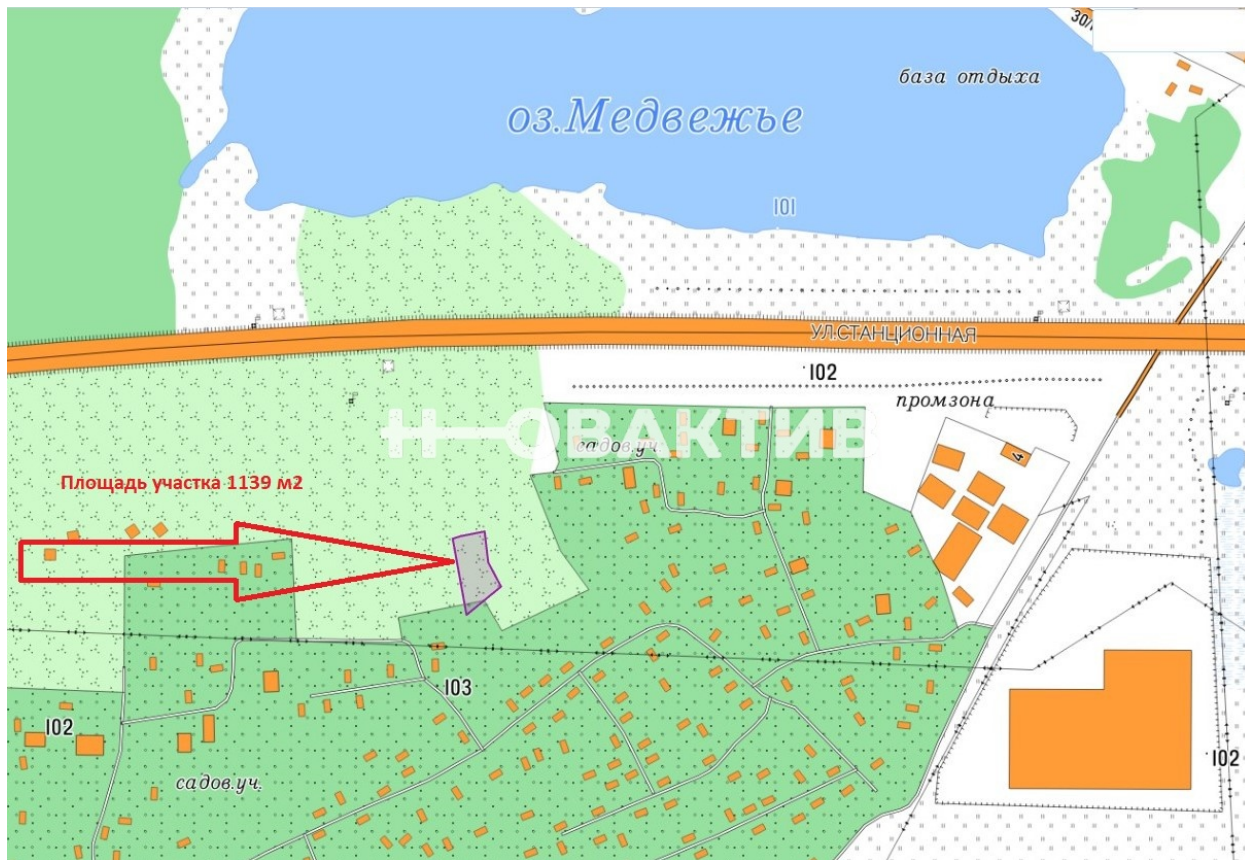 база отдыха
оз.Медвежье
101
УЛ.СТАНЦИОННАЯ
102
промзона
Н ОВАКТИВ
садов.уч.
4
Площадь участка 1139 м2
103
102
102
садов.уч.